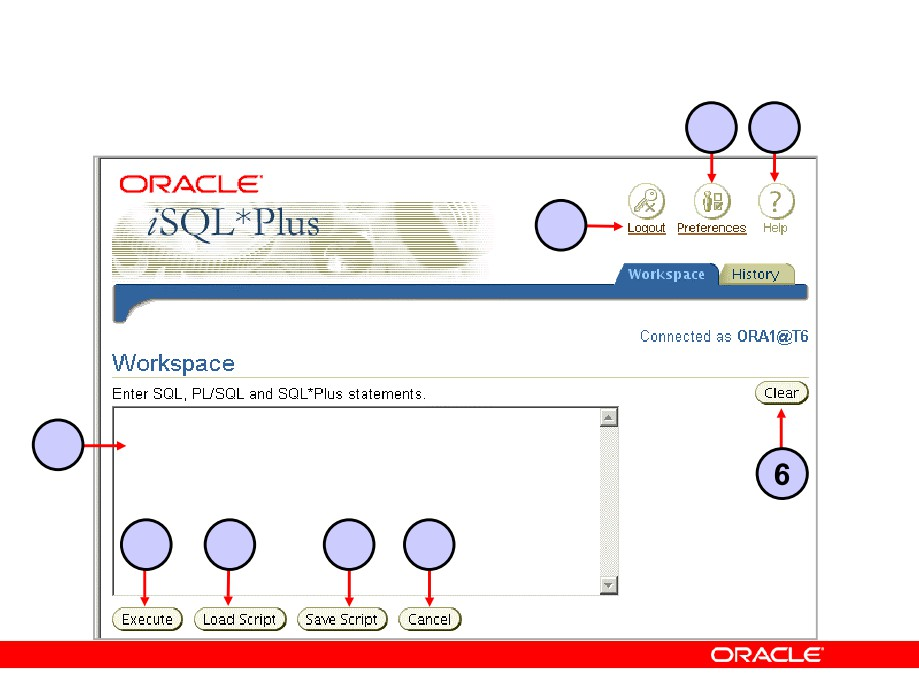 ORACLE
iSQL*Plus
Logout Preferences Help
Workspace History
Connected as ORA1@T6
Workspace
Enter SQL, PL/SQL and SQL*Plus statements.
Clear
6
Execute Load Script Save Script Cancel
ORACLE